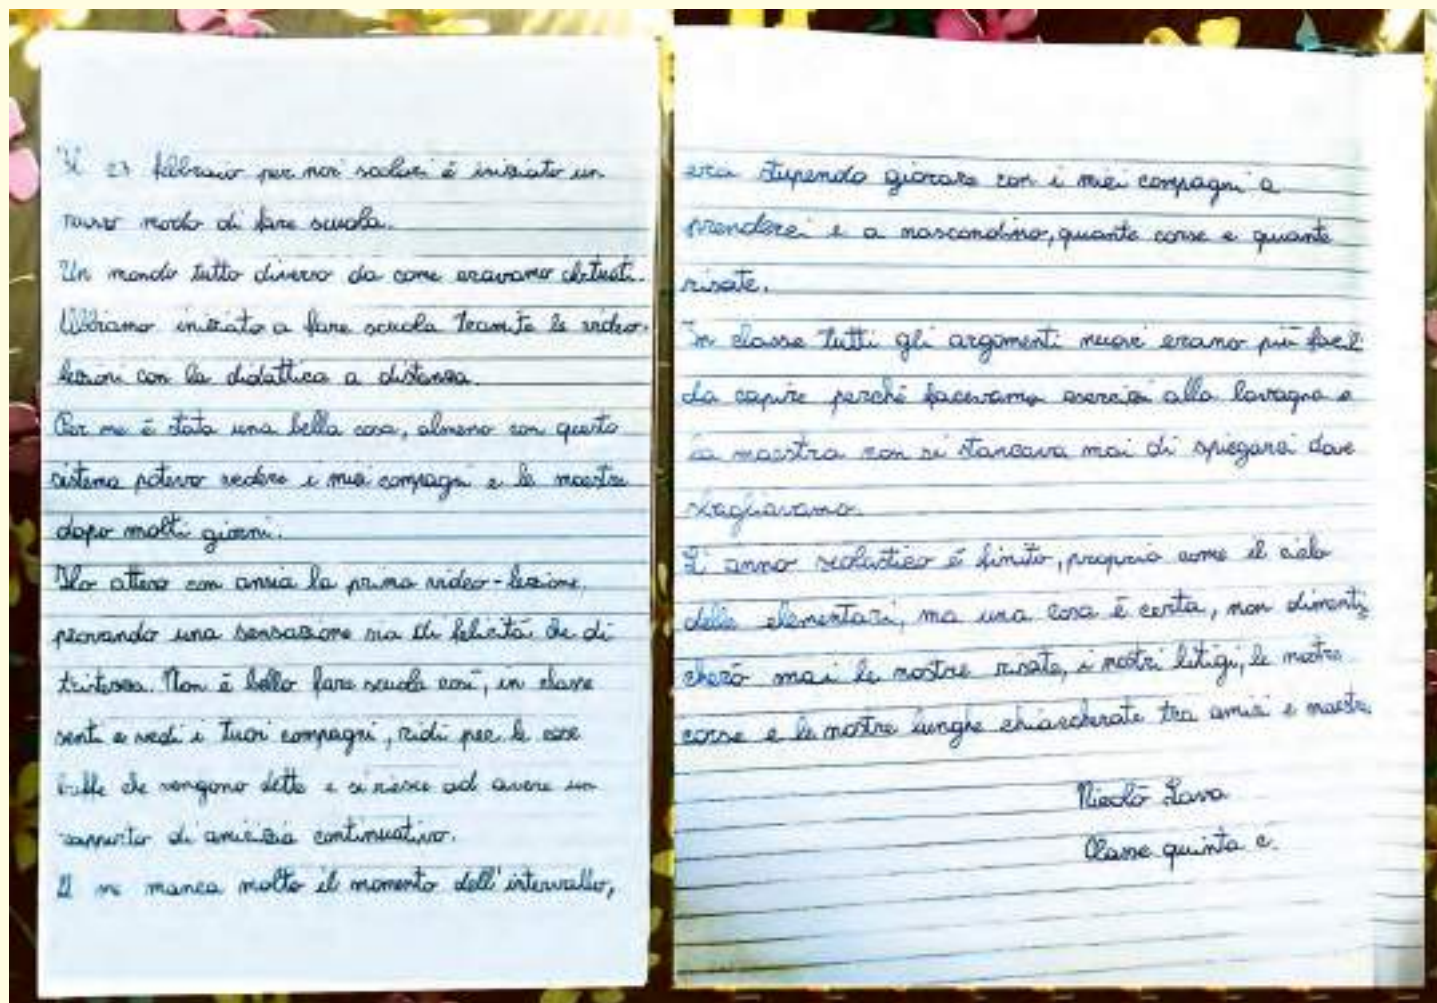 Il 23 febbraio per noi scolari è iniziato un
nuovo modo di fare scuola.
Un mondo tutto diverso da come eravamo abituati.
Abbiamo iniziato a fare scuola tramite le video-
lezioni con la didattica a distanza.
Per me è stata una bella cosa, almeno con questo
sistema potevo vedere i miei compagni e le maestre
dopo molti giorni.
Ho atteso con ansia la prima video-lezione,
provando una sensazione sia di felicità che di
tristezza. Non è bello fare scuola così, in classe
senti e vedi i tuoi compagni, ridi per le cose
buffe che vengono dette e si riesce ad avere un
rapporto di amicizia continuativo.
A me manca molto il momento dell'intervallo,
era stupendo giocare con i miei compagni a
prenderci e a nascondino, quante corse e quante
risate.
In classe tutti gli argomenti nuovi erano più facili
da capire perché facevamo esercizi alla lavagna e
la maestra non si stancava mai di spiegarci dove
sbagliavamo.
L'anno scolastico è finito, proprio come il ciclo
delle elementari, ma una cosa è certa, non dimenti
cherò mai le nostre risate, i nostri litigi, le nostre
corse e le nostre lunghe chiacherate tra amici e maestre
Nicolò Lava
Classe quinta C.